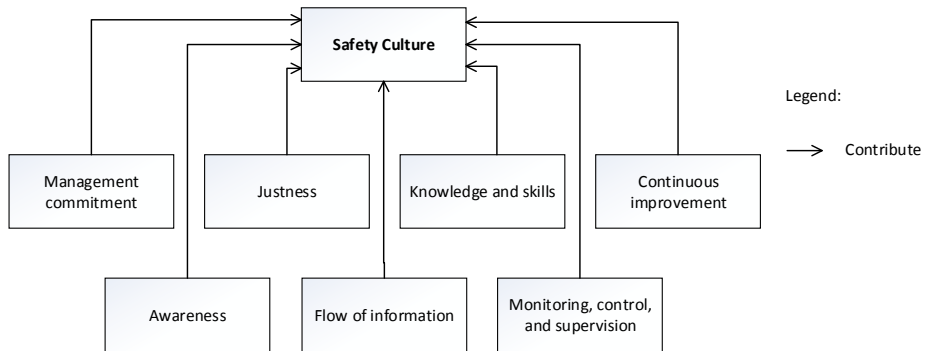 Safety Culture
Legend:
Contribute
Management
commitment
Justness
Knowledge and skills
Continuous
improvement
Awareness
Flow of information
Monitoring, control,
and supervision